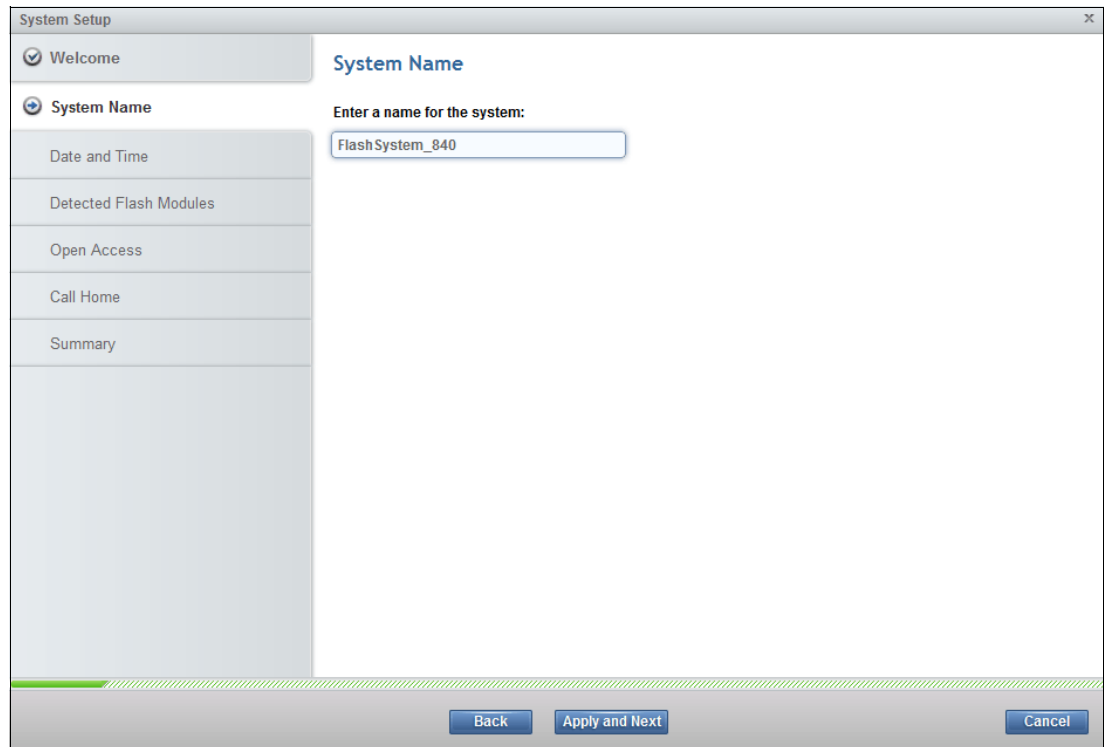 System Setup
x
Welcome
System Name
Date and Time
Detected Flash Modules
Open Access
Call Home
Summary
System Name
Enter a name for the system:
FlashSystem_840
Back
Apply and Next
Cancel